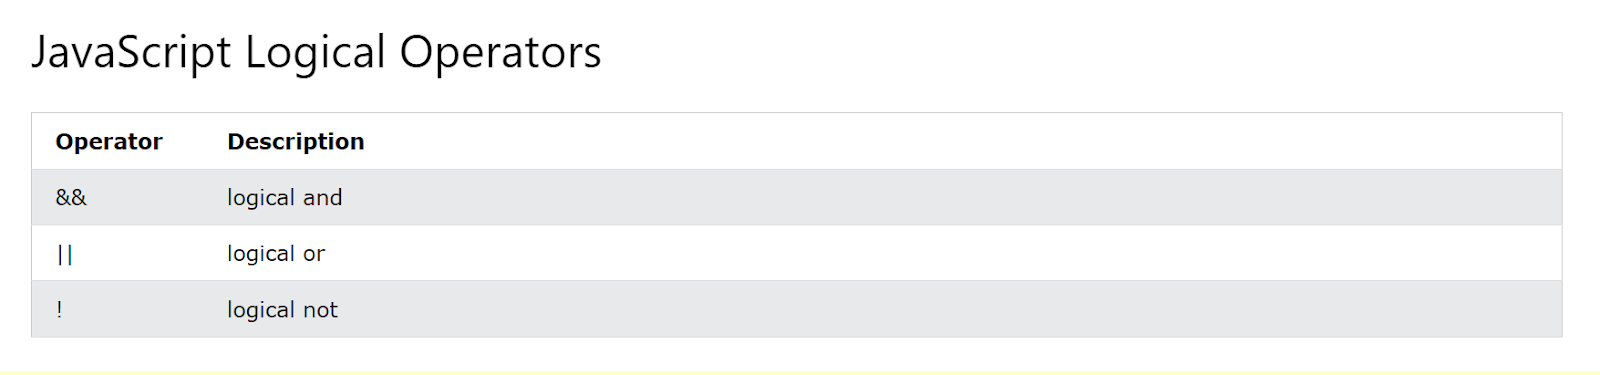 JavaScript Logical Operators
Operator Description
&& logical and
|| logical or
! logical not